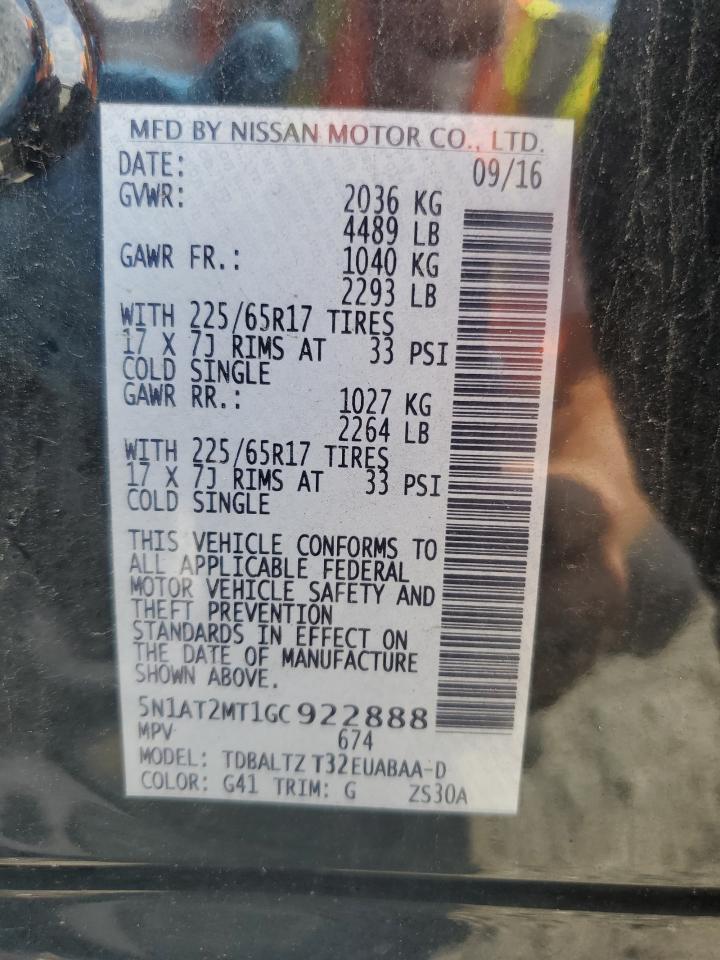 MFD BY NISSAN MOTOR CO., LTD.
DATE: 09/16
GVWR: 2036 KG
4489 LB
GAWR FR.: 1040 KG
2293 LB
WITH 225/65R17 TIRES
17 X 7J RIMS AT 33 PSI
COLD SINGLE
GAWR RR.: 1027 KG
2264 LB
WITH 225/65R17 TIRES
17 X 7J RIMS AT 33 PSI
COLD SINGLE
THIS VEHICLE CONFORMS TO
ALL APPLICABLE FEDERAL
MOTOR VEHICLE SAFETY AND
THEFT PREVENTION
STANDARDS IN EFFECT ON
THE DATE OF MANUFACTURE
SHOWN ABOVE.
5N1AT2MT1GC922888
MPV 674
MODEL: TDBALTZ T32EUABAA-D
COLOR: G41 TRIM: G ZS30A